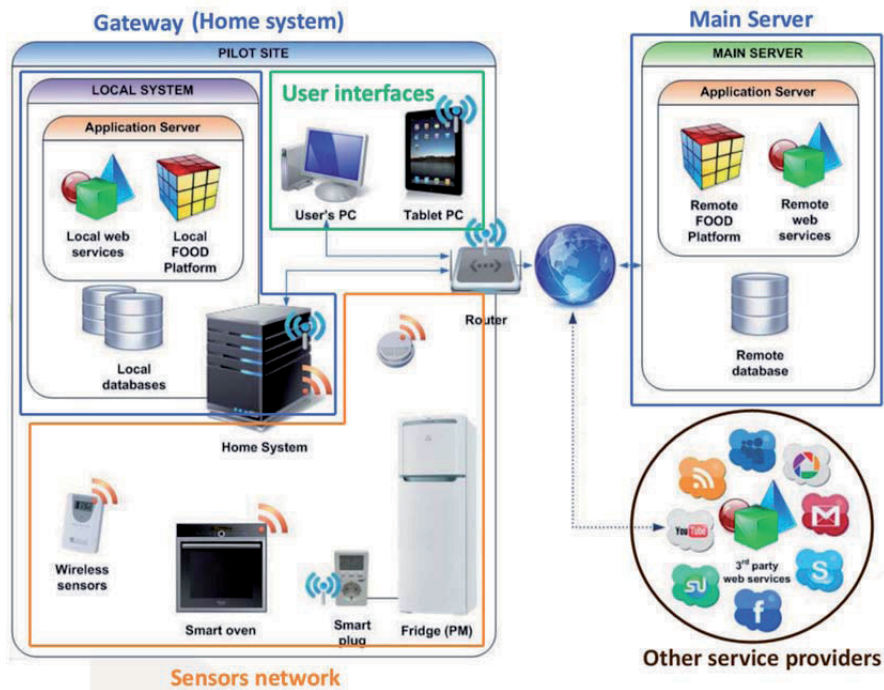 Gateway (Home system)
Main Server
PILOT SITE
MAIN SERVER
LOCAL SYSTEM
User interfaces
Application Server
Application Server
User's PC
Tablet PC
Local web
services
Local
FOOD
Platform
Remote
FOOD
Platform
Remote
web
services
Router
Local
databases
Remote
database
Home System
Wireless
sensors
Smart oven
Smart
plug
Fridge (PM)
You Tube
3rd party
web services
Other service providers
Sensors network